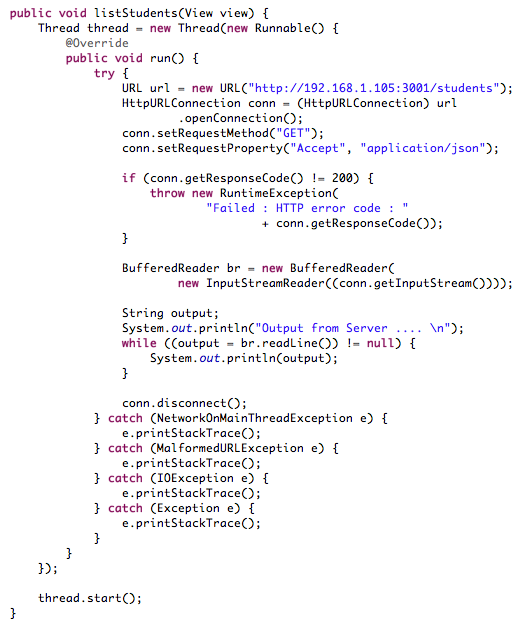 public void listStudents(View view) {
    Thread thread = new Thread(new Runnable() {
        @Override
        public void run() {
            try {
                URL url = new URL("http://192.168.1.105:3001/students");
                HttpURLConnection conn = (HttpURLConnection) url
                        .openConnection();
                conn.setRequestMethod("GET");
                conn.setRequestProperty("Accept", "application/json");

                if (conn.getResponseCode() != 200) {
                    throw new RuntimeException(
                            "Failed : HTTP error code : "
                                    + conn.getResponseCode());
                }

                BufferedReader br = new BufferedReader(
                        new InputStreamReader((conn.getInputStream())));

                String output;
                System.out.println("Output from Server .... \n");
                while ((output = br.readLine()) != null) {
                    System.out.println(output);
                }

                conn.disconnect();
            } catch (NetworkOnMainThreadException e) {
                e.printStackTrace();
            } catch (MalformedURLException e) {
                e.printStackTrace();
            } catch (IOException e) {
                e.printStackTrace();
            } catch (Exception e) {
                e.printStackTrace();
            }
        }
    });

    thread.start();
}